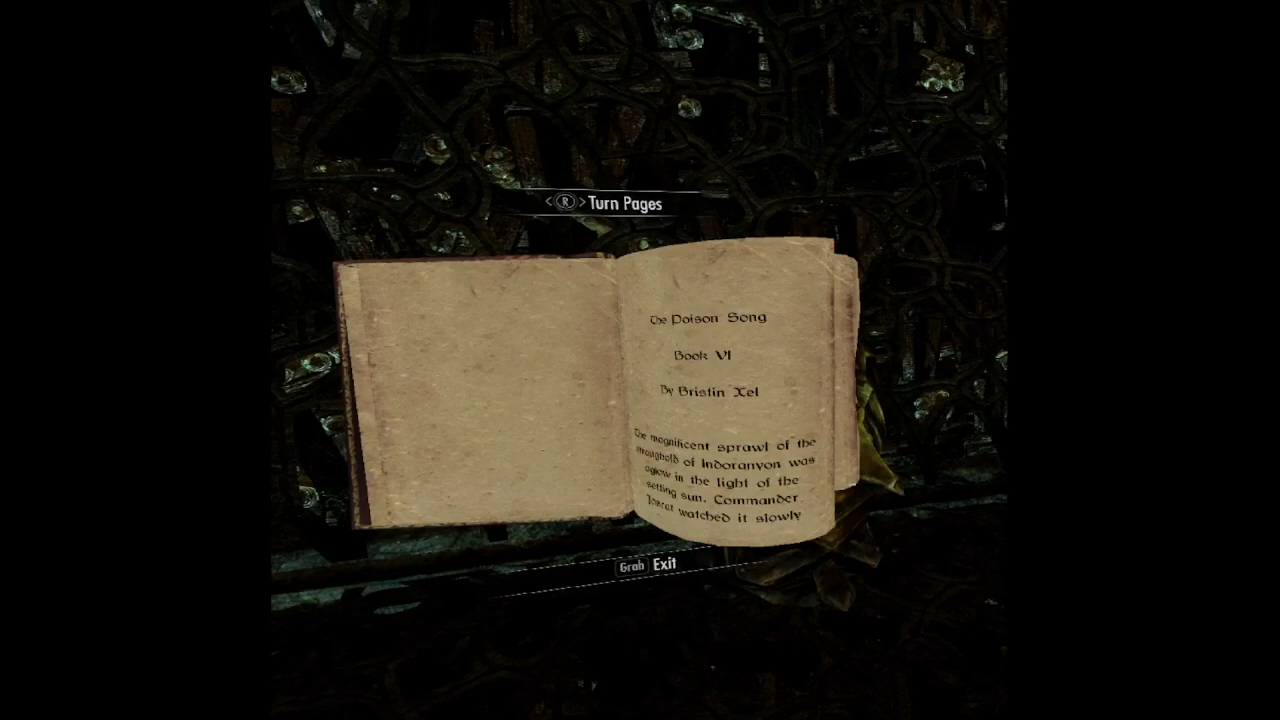 <R> Turn Pages
The Poison Song
Book VI
By Bristin Xel
The magnificent sprawl of the
stronghold of Indoranyon was
aglow in the light of the
setting sun. Commander
Jaserat watched it slowly
Grab Exit